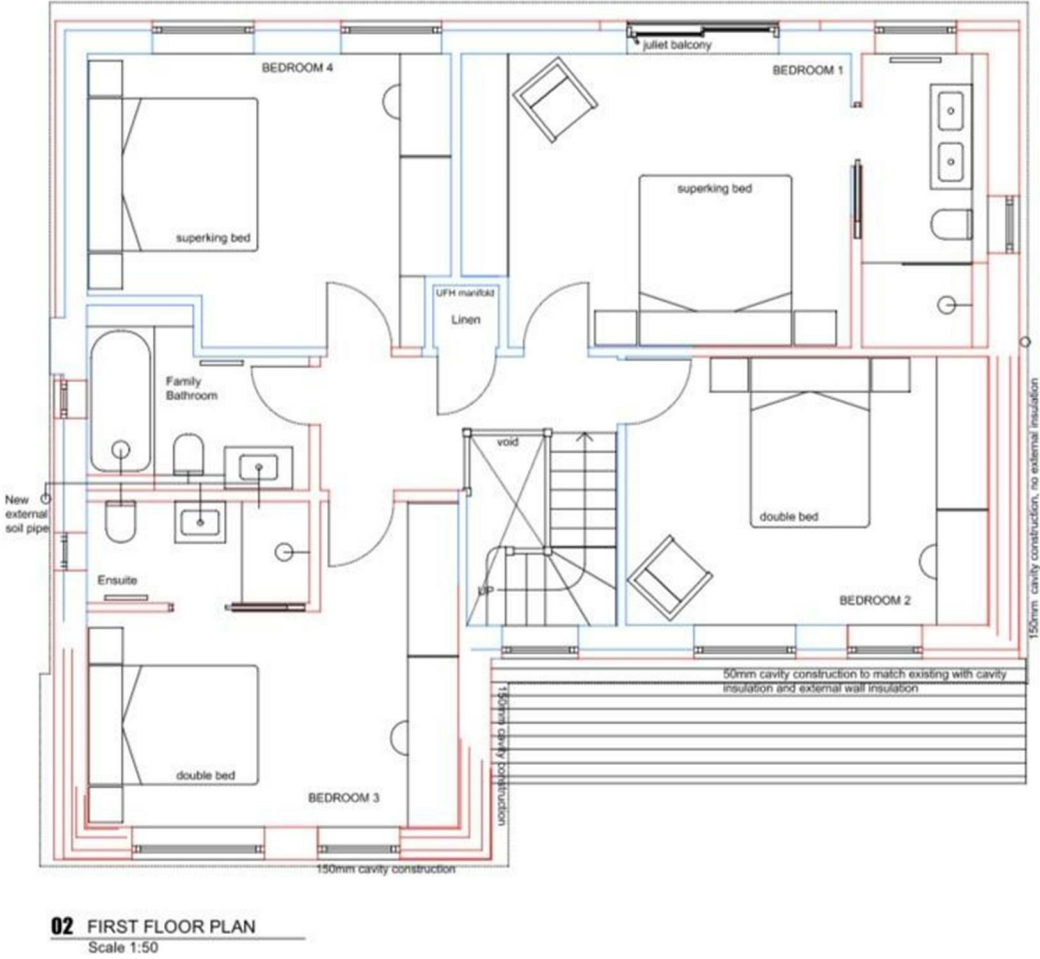 juliet balcony
BEDROOM 4
BEDROOM 1
superking bed
superking bed
UFH manifold
Linen
Family
Bathroom
void
New
external
soil pipe
double bed
Ensuite
UP
BEDROOM 2
150mm cavity construction, no external insulation
50mm cavity construction to match existing with cavity
insulation and external wall insulation
150mm cavity construction
double bed
BEDROOM 3
150mm cavity construction
02 FIRST FLOOR PLAN
Scale 1:50